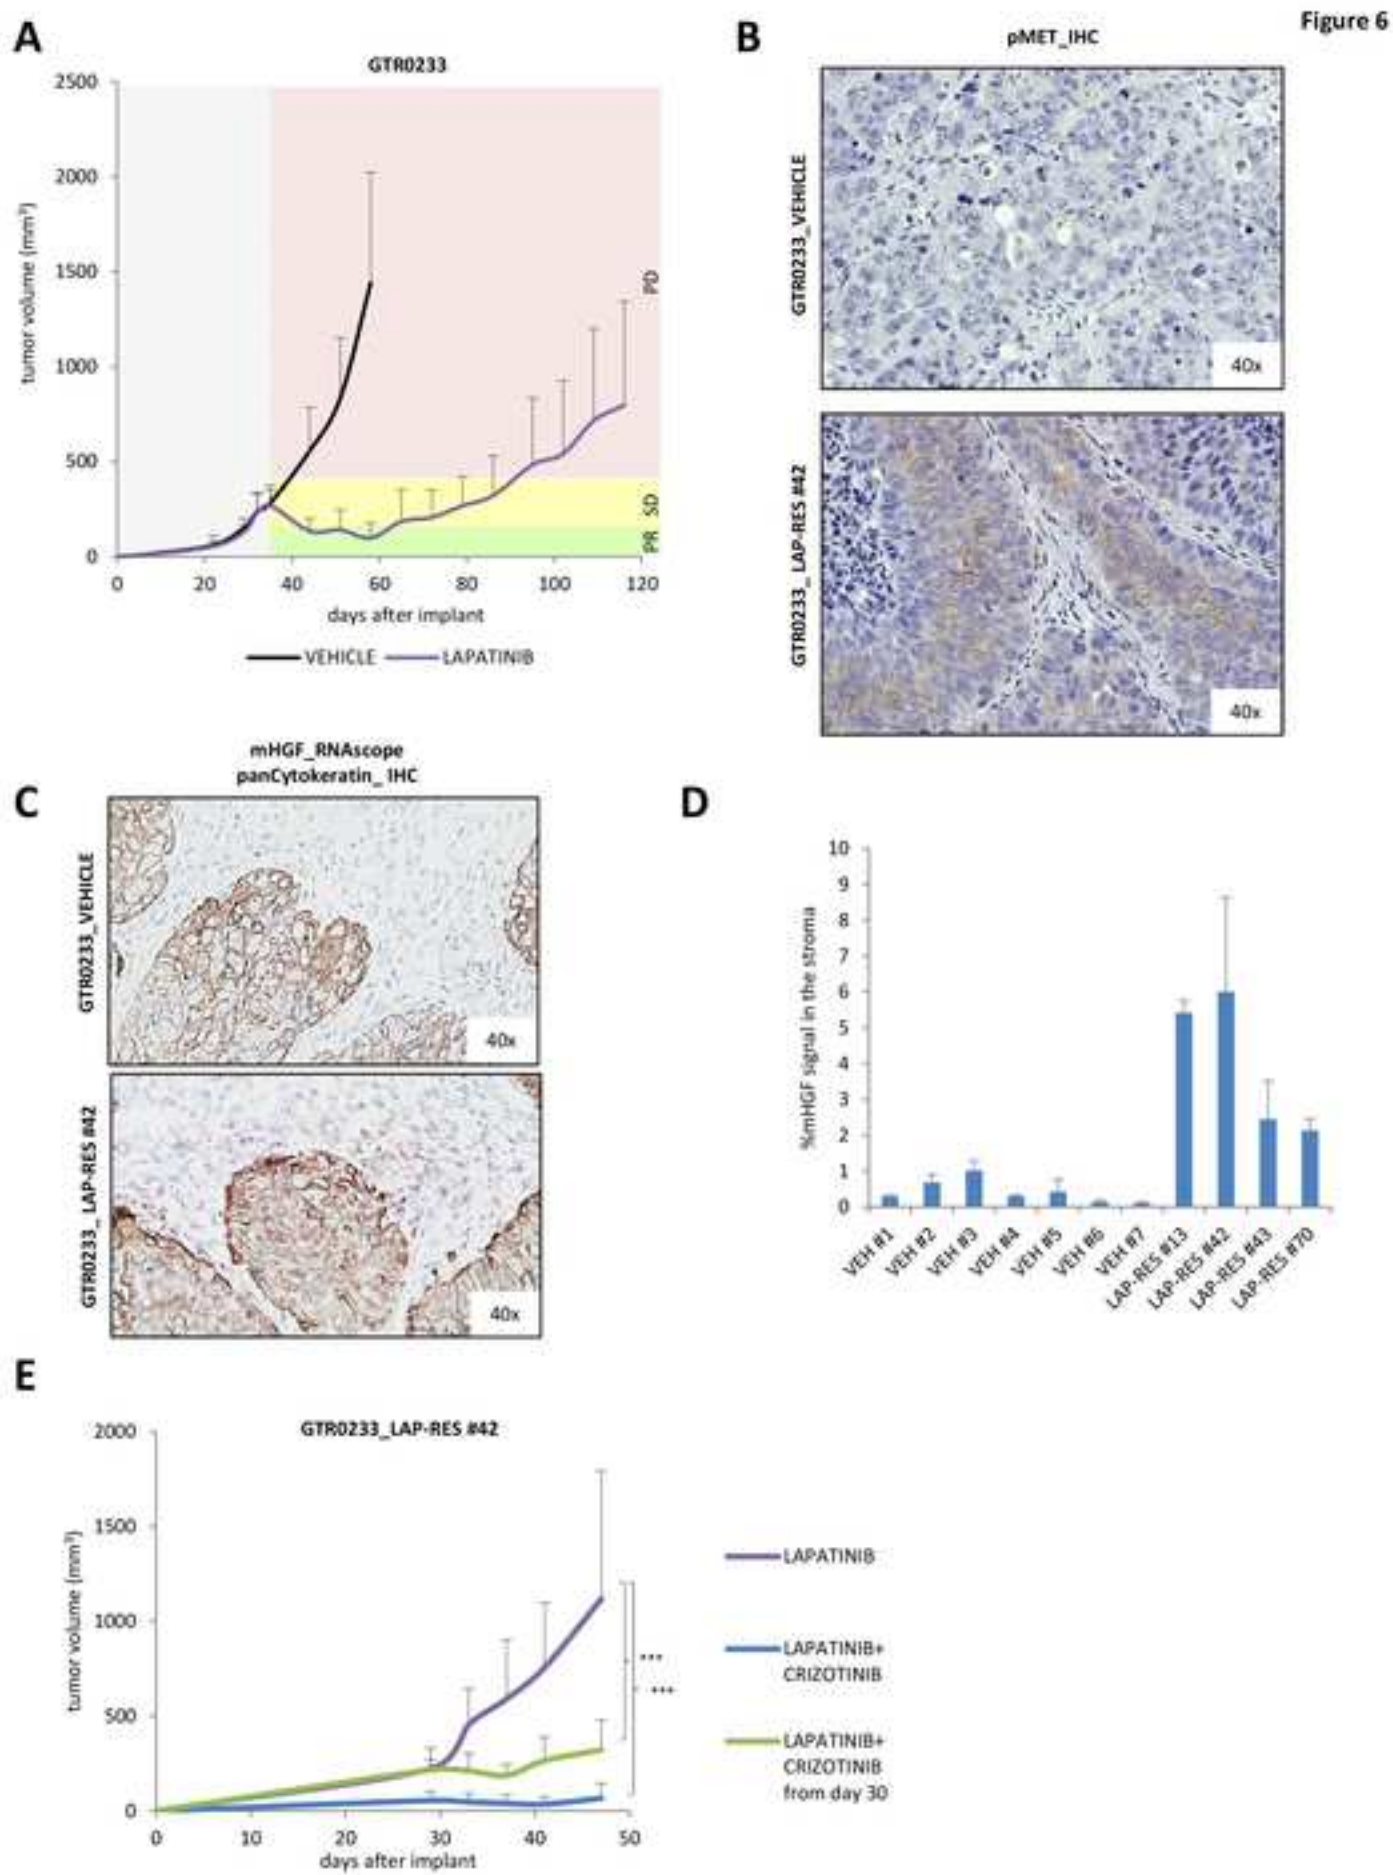 Figure 6
A
GTR0233
2500
2000
1500
1000
500
0
tumor volume (mm³)
PD
SD
PR
0 20 40 60 80 100 120
days after implant
VEHICLE LAPATINIB
B
pMET_IHC
GTR0233_VEHICLE
40x
GTR0233_ LAP-RES #42
40x
C
mHGF_RNAscope
panCytokeratin_ IHC
GTR0233_VEHICLE
40x
GTR0233_ LAP-RES #42
40x
D
10
9
8
7
6
5
4
3
2
1
0
%mHGF signal in the stroma
VEH #1
VEH #2
VEH #3
VEH #4
VEH #5
VEH #6
VEH #7
LAP-RES #13
LAP-RES #42
LAP-RES #43
LAP-RES #70
E
GTR0233_LAP-RES #42
2000
1500
1000
500
0
tumor volume (mm³)
0 10 20 30 40 50
days after implant
***
***
LAPATINIB
LAPATINIB+
CRIZOTINIB
LAPATINIB+
CRIZOTINIB
from day 30